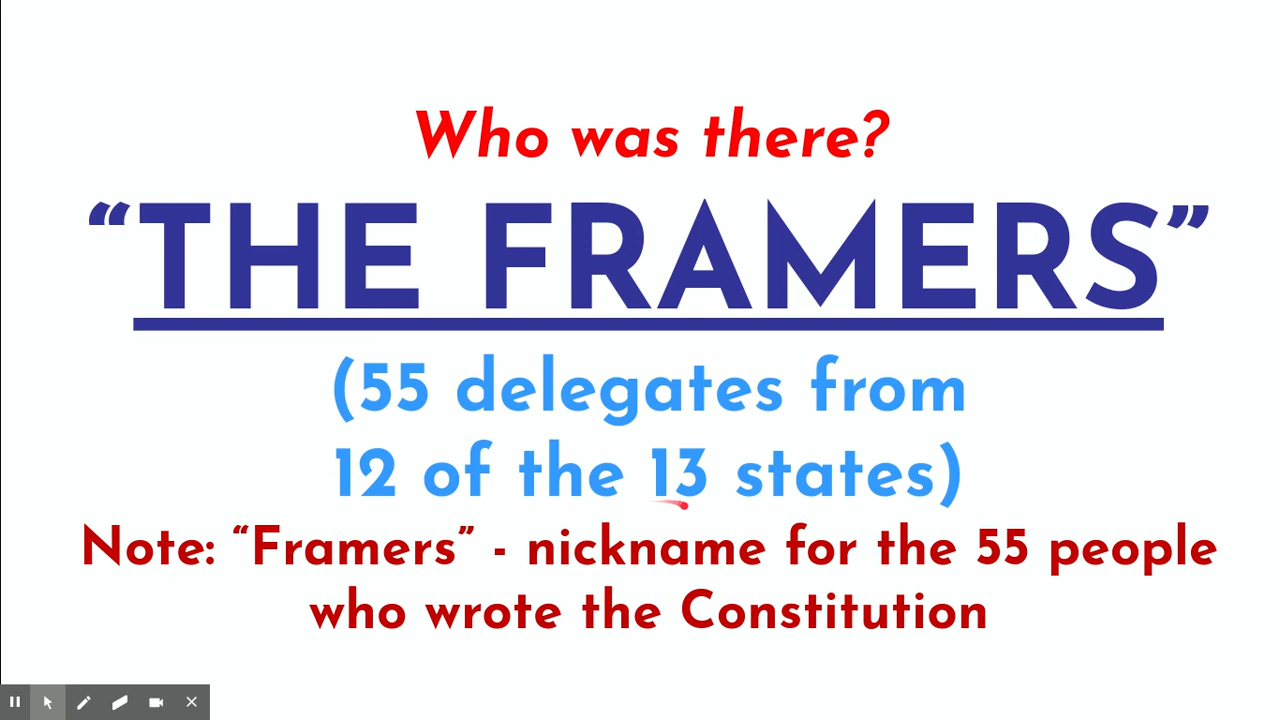 Who was there?
“THE FRAMERS”
(55 delegates from
12 of the 13 states)
Note: “Framers” - nickname for the 55 people
who wrote the Constitution